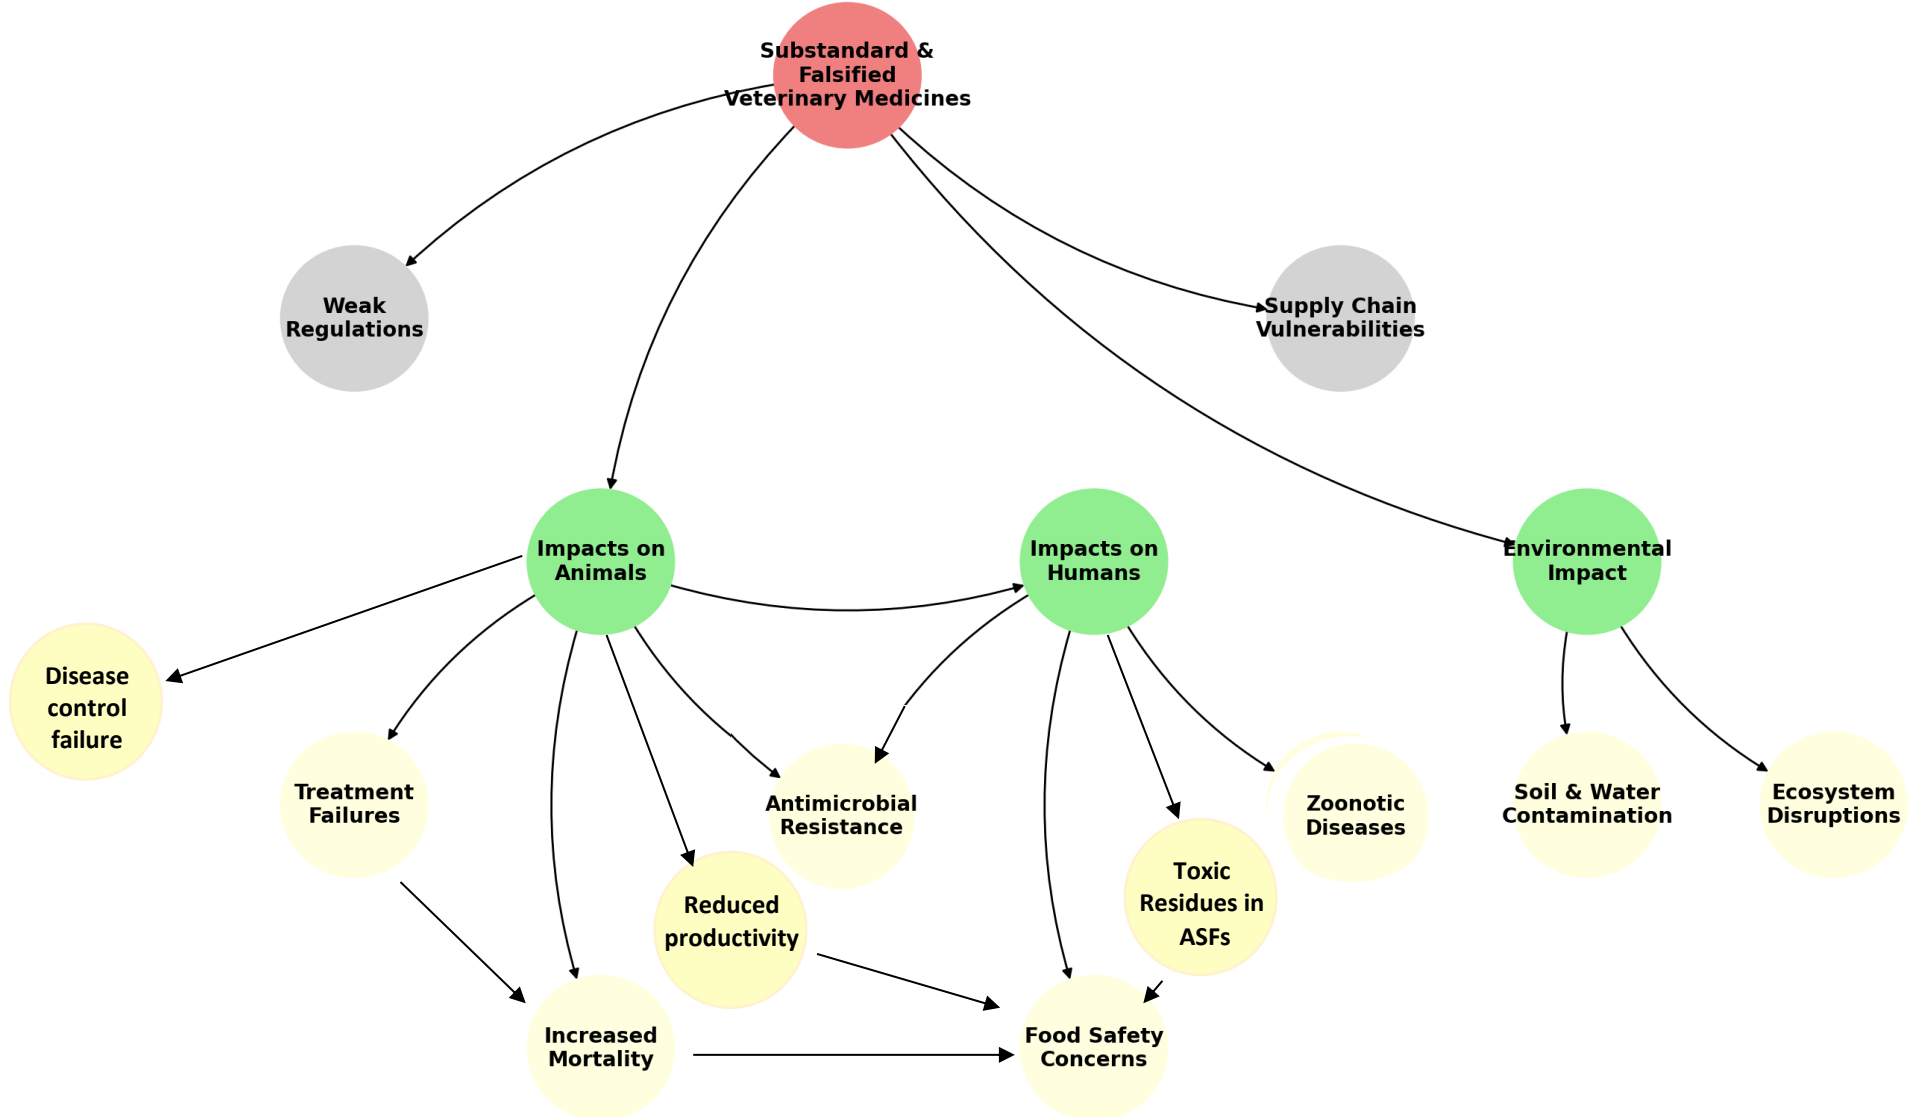 Substandard &
Falsified
Veterinary Medicines
Weak
Regulations
Supply Chain
Vulnerabilities
Impacts on
Animals
Impacts on
Humans
Environmental
Impact
Disease
control
failure
Treatment
Failures
Antimicrobial
Resistance
Zoonotic
Diseases
Soil & Water
Contamination
Ecosystem
Disruptions
Reduced
productivity
Toxic
Residues in
ASFs
Increased
Mortality
Food Safety
Concerns